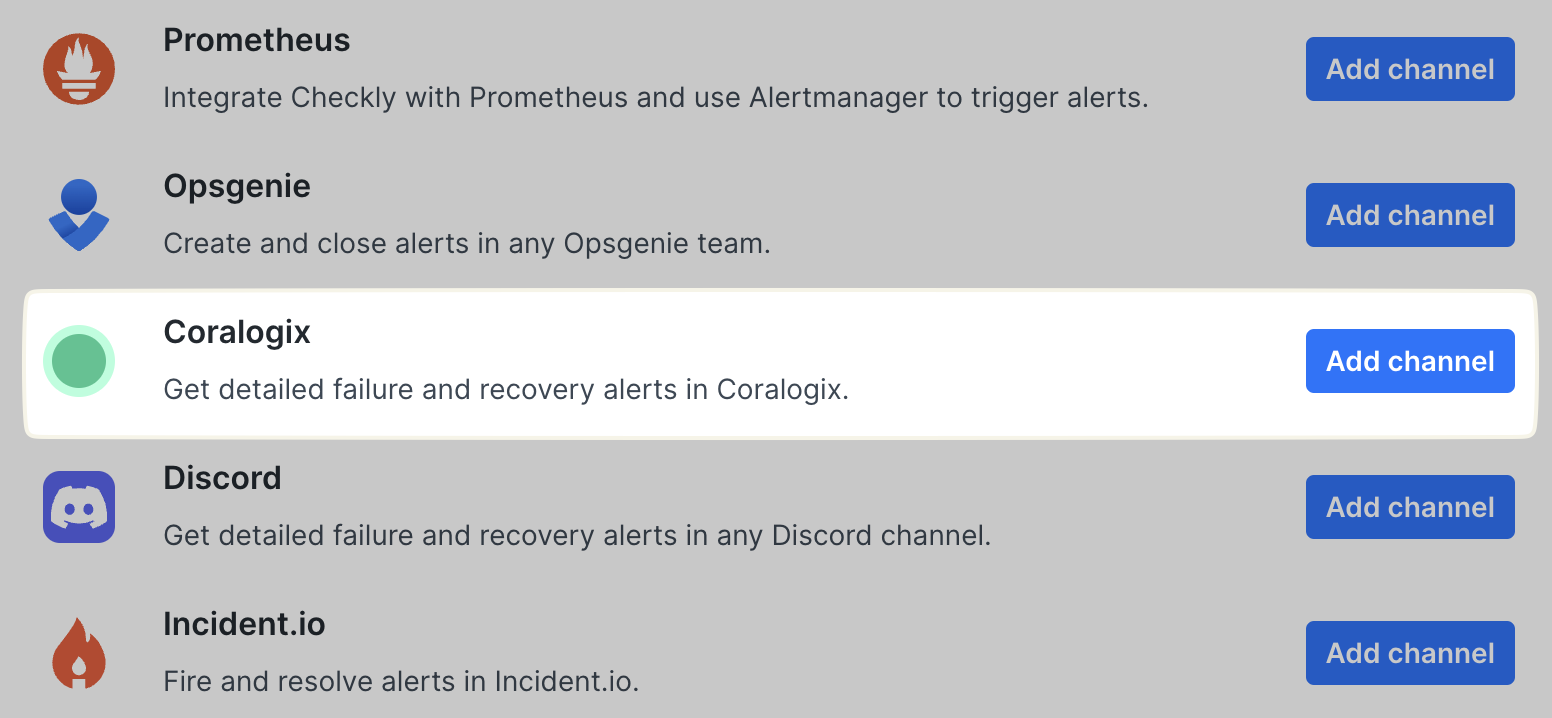 Prometheus
Add channel
Integrate Checkly with Prometheus and use Alertmanager to trigger alerts.
Opsgenie
Add channel
Create and close alerts in any Opsgenie team.
Coralogix
Add channel
Get detailed failure and recovery alerts in Coralogix.
Discord
Add channel
Get detailed failure and recovery alerts in any Discord channel.
Incident.io
Add channel
Fire and resolve alerts in Incident.io.